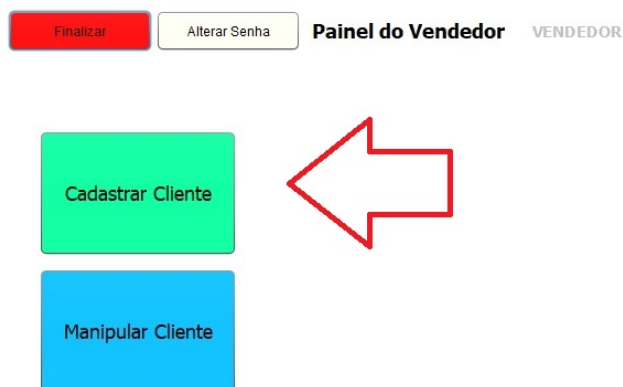 Finalizar Alterar Senha Painel do Vendedor VENDEDOR
Cadastrar Cliente
Manipular Cliente